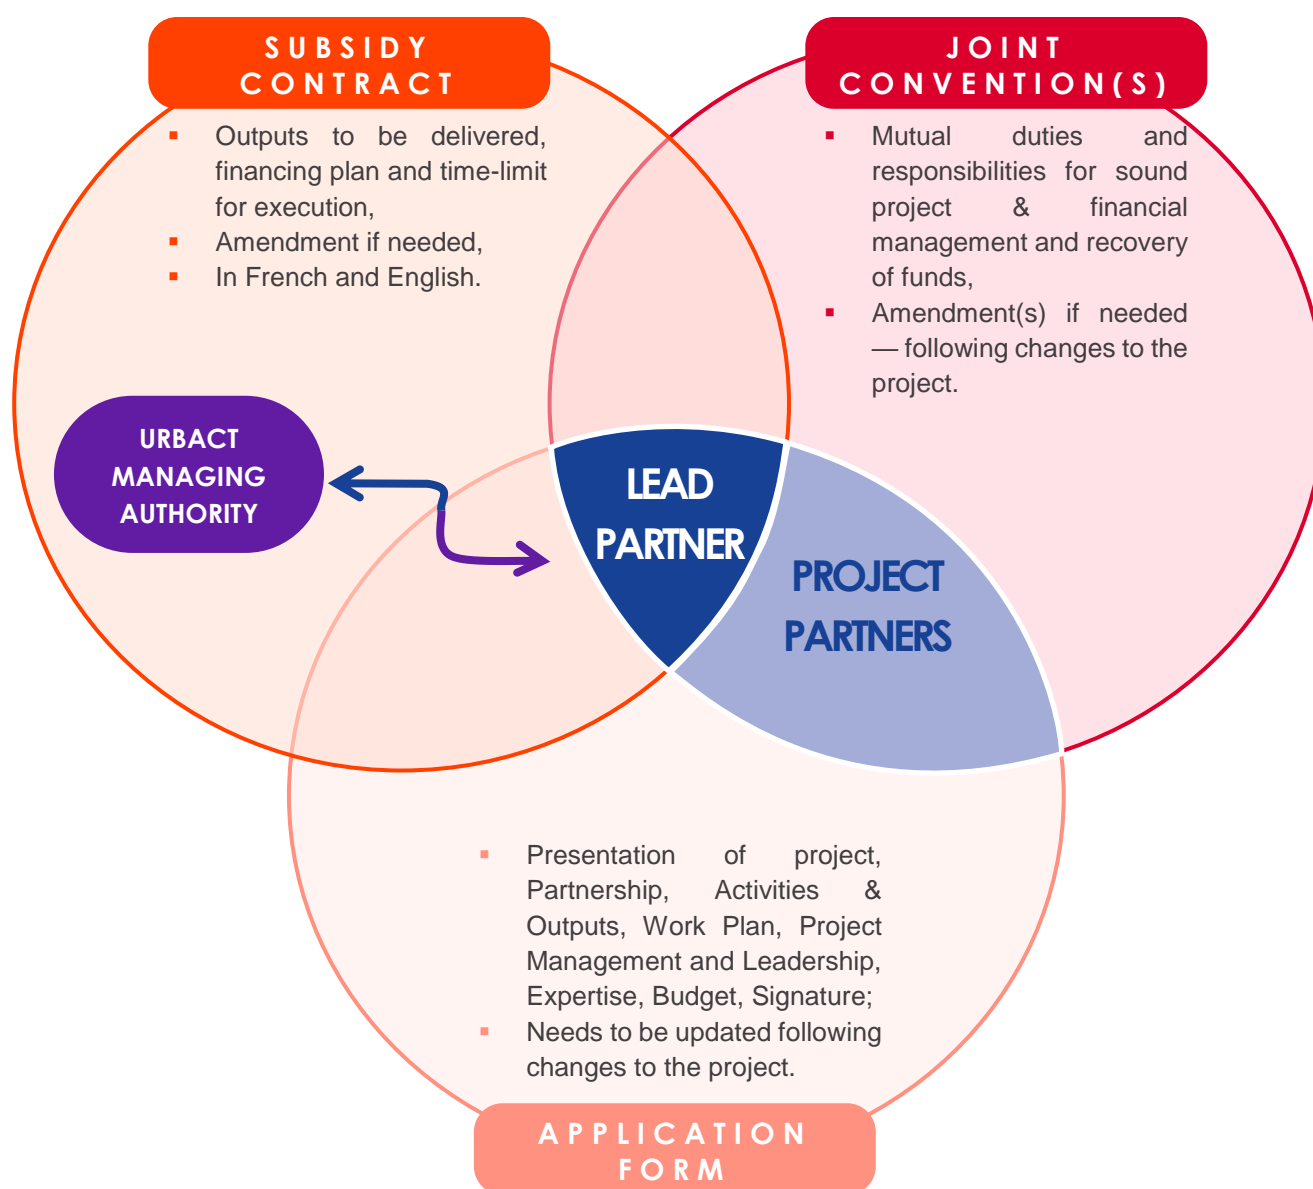 SUBSIDY
CONTRACT
▪ Outputs to be delivered,
financing plan and time-limit
for execution,
▪ Amendment if needed,
▪ In French and English.
JOINT
CONVENTION(S)
▪ Mutual duties and
responsibilities for sound
project & financial
management and recovery
of funds,
▪ Amendment(s) if needed
— following changes to the
project.
URBACT
MANAGING
AUTHORITY
LEAD
PARTNER
PROJECT
PARTNERS
▪ Presentation of project,
Partnership, Activities &
Outputs, Work Plan, Project
Management and Leadership,
Expertise, Budget, Signature;
▪ Needs to be updated following
changes to the project.
APPLICATION
FORM